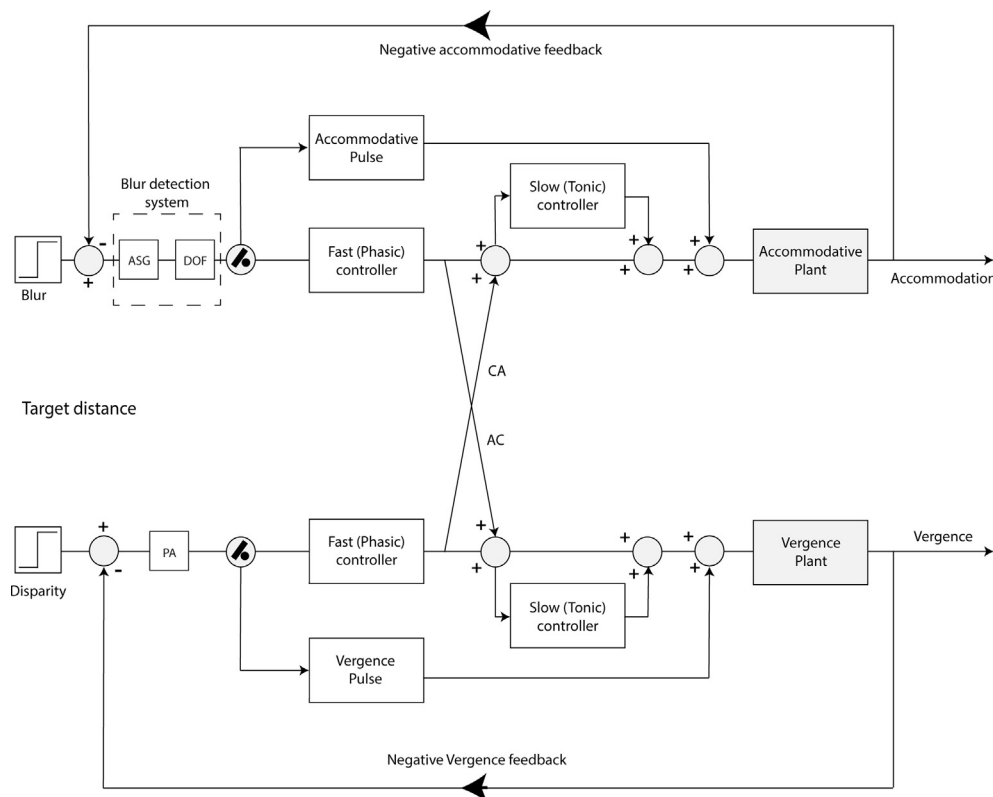 Negative accommodative feedback
Accommodative
Pulse
Blur detection
system
Slow (Tonic)
controller
-
+
ASG
DOF
Fast (Phasic)
controller
+
+
+
+
+
+
Accommodative
Plant
Blur
Accommodation
CA
Target distance
AC
+
-
PA
Fast (Phasic)
controller
+
+
+
+
+
+
Vergence
Plant
Vergence
Disparity
Slow (Tonic)
controller
Vergence
Pulse
Negative Vergence feedback